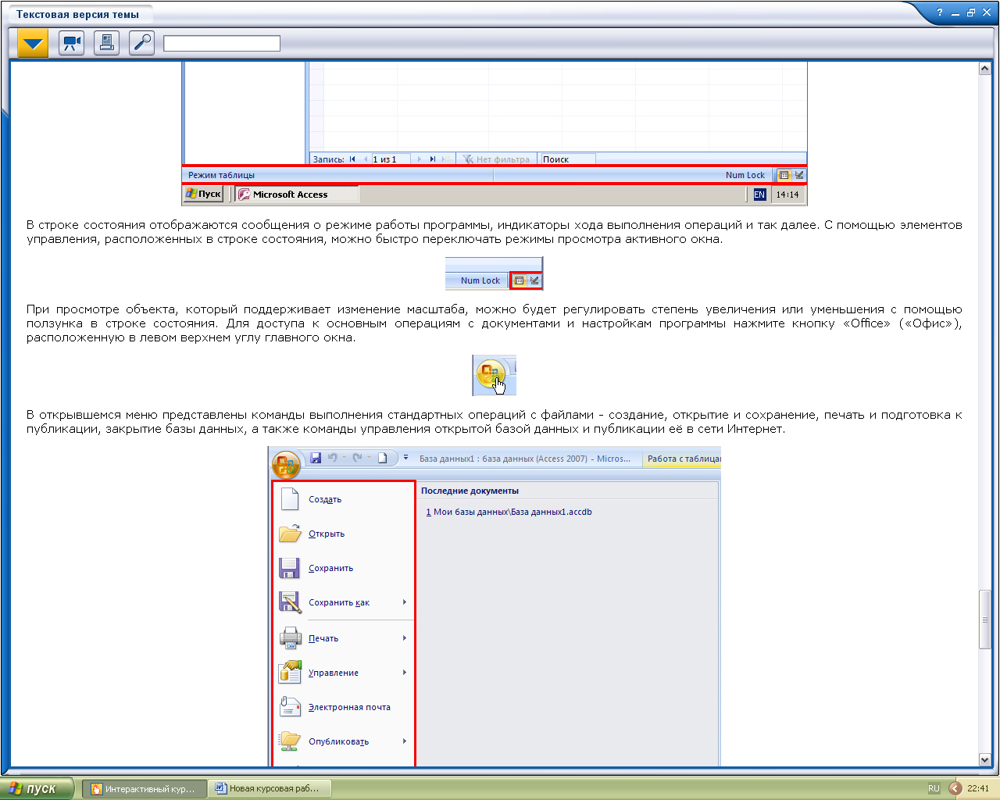 Текстовая версия темы
?
Запись:
1 из 1
Нет фильтра
Поиск
Режим таблицы
Num Lock
Пуск
Microsoft Access
EN
14:14
В строке состояния отображаются сообщения о режиме работы программы, индикаторы хода выполнения операций и так далее. С помощью элементов
управления, расположенных в строке состояния, можно быстро переключать режимы просмотра активного окна.
Num Lock
При просмотре объекта, который поддерживает изменение масштаба, можно будет регулировать степень увеличения или уменьшения с помощью
ползунка в строке состояния. Для доступа к основным операциям с документами и настройкам программы нажмите кнопку «Office» («Офис»),
расположенную в левом верхнем углу главного окна.
В открывшемся меню представлены команды выполнения стандартных операций с файлами - создание, открытие и сохранение, печать и подготовка к
публикации, закрытие базы данных, а также команды управления открытой базой данных и публикации её в сети Интернет.
База данных1 : база данных (Access 2007) - Micros...
Работа с таблица
Последние документы
1 Мои базы данных\База данных1.accdb
Создать
Открыть
Сохранить
Сохранить как
Печать
Управление
Электронная почта
Опубликовать
пуск
Интерактивный кур...
Новая курсовая раб...
RU
22:41